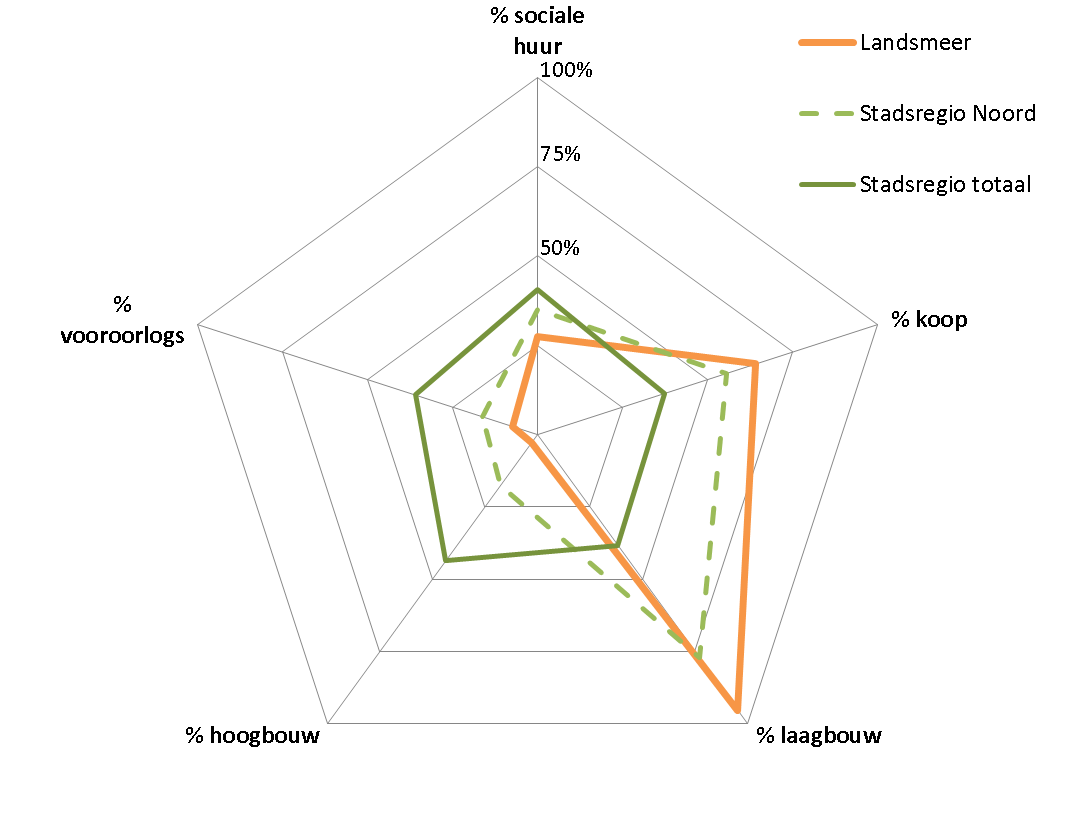 % sociale
huur
100%
75%
50%
Landsmeer
Stadsregio Noord
Stadsregio totaal
%
vooroorlogs
% koop
% hoogbouw
% laagbouw